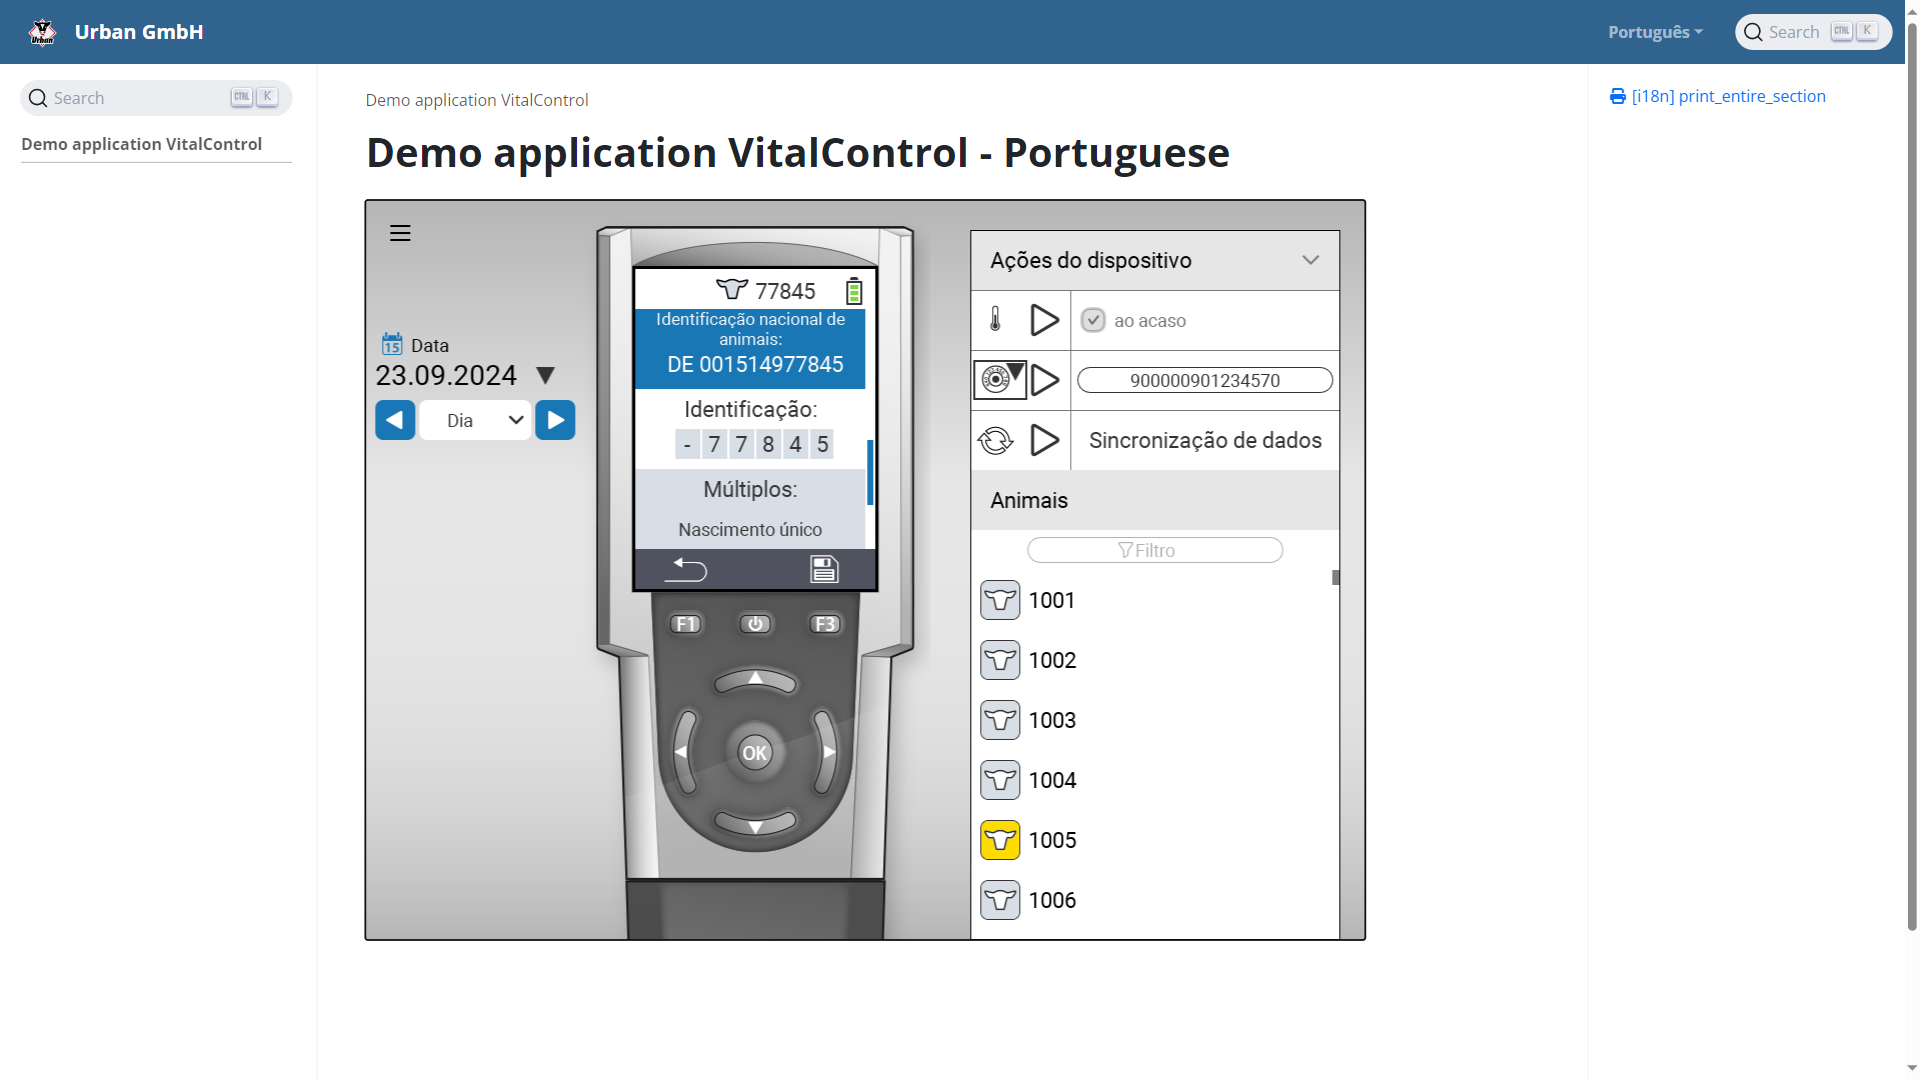 Urban GmbH
Português
Search CTRL K
Search CTRL K
Demo application VitalControl
Demo application VitalControl
Demo application VitalControl - Portuguese
[i18n] print_entire_section
15 Data
23.09.2024
Dia
77845
Identificação nacional de
animais:
DE 001514977845
Identificação:
- 7 7 8 4 5
Múltiplos:
Nascimento único
F1 F3
OK
Ações do dispositivo
ao acaso
900000901234570
Sincronização de dados
Animais
Filtro
1001
1002
1003
1004
1005
1006